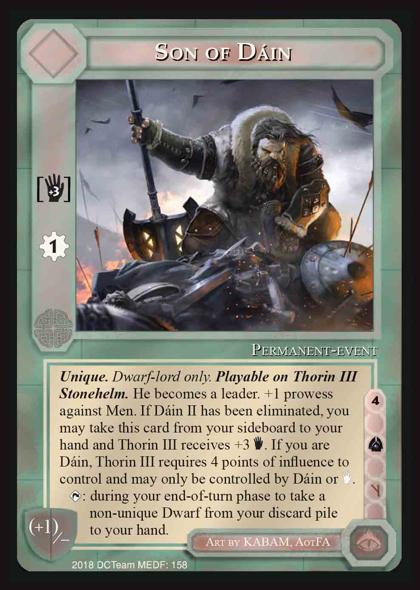 Son of Dáin
[+3]
1
Permanent-event
Unique. Dwarf-lord only. Playable on Thorin III
Stonehelm. He becomes a leader. +1 prowess
against Men. If Dáin II has been eliminated, you
may take this card from your sideboard to your
hand and Thorin III receives +3 . If you are
Dáin, Thorin III requires 4 points of influence to
control and may only be controlled by Dáin or .
: during your end-of-turn phase to take a
non-unique Dwarf from your discard pile
to your hand.
4
(+1)/–
Art by KABAM, AotFA
2018 DCTeam MEDF: 158